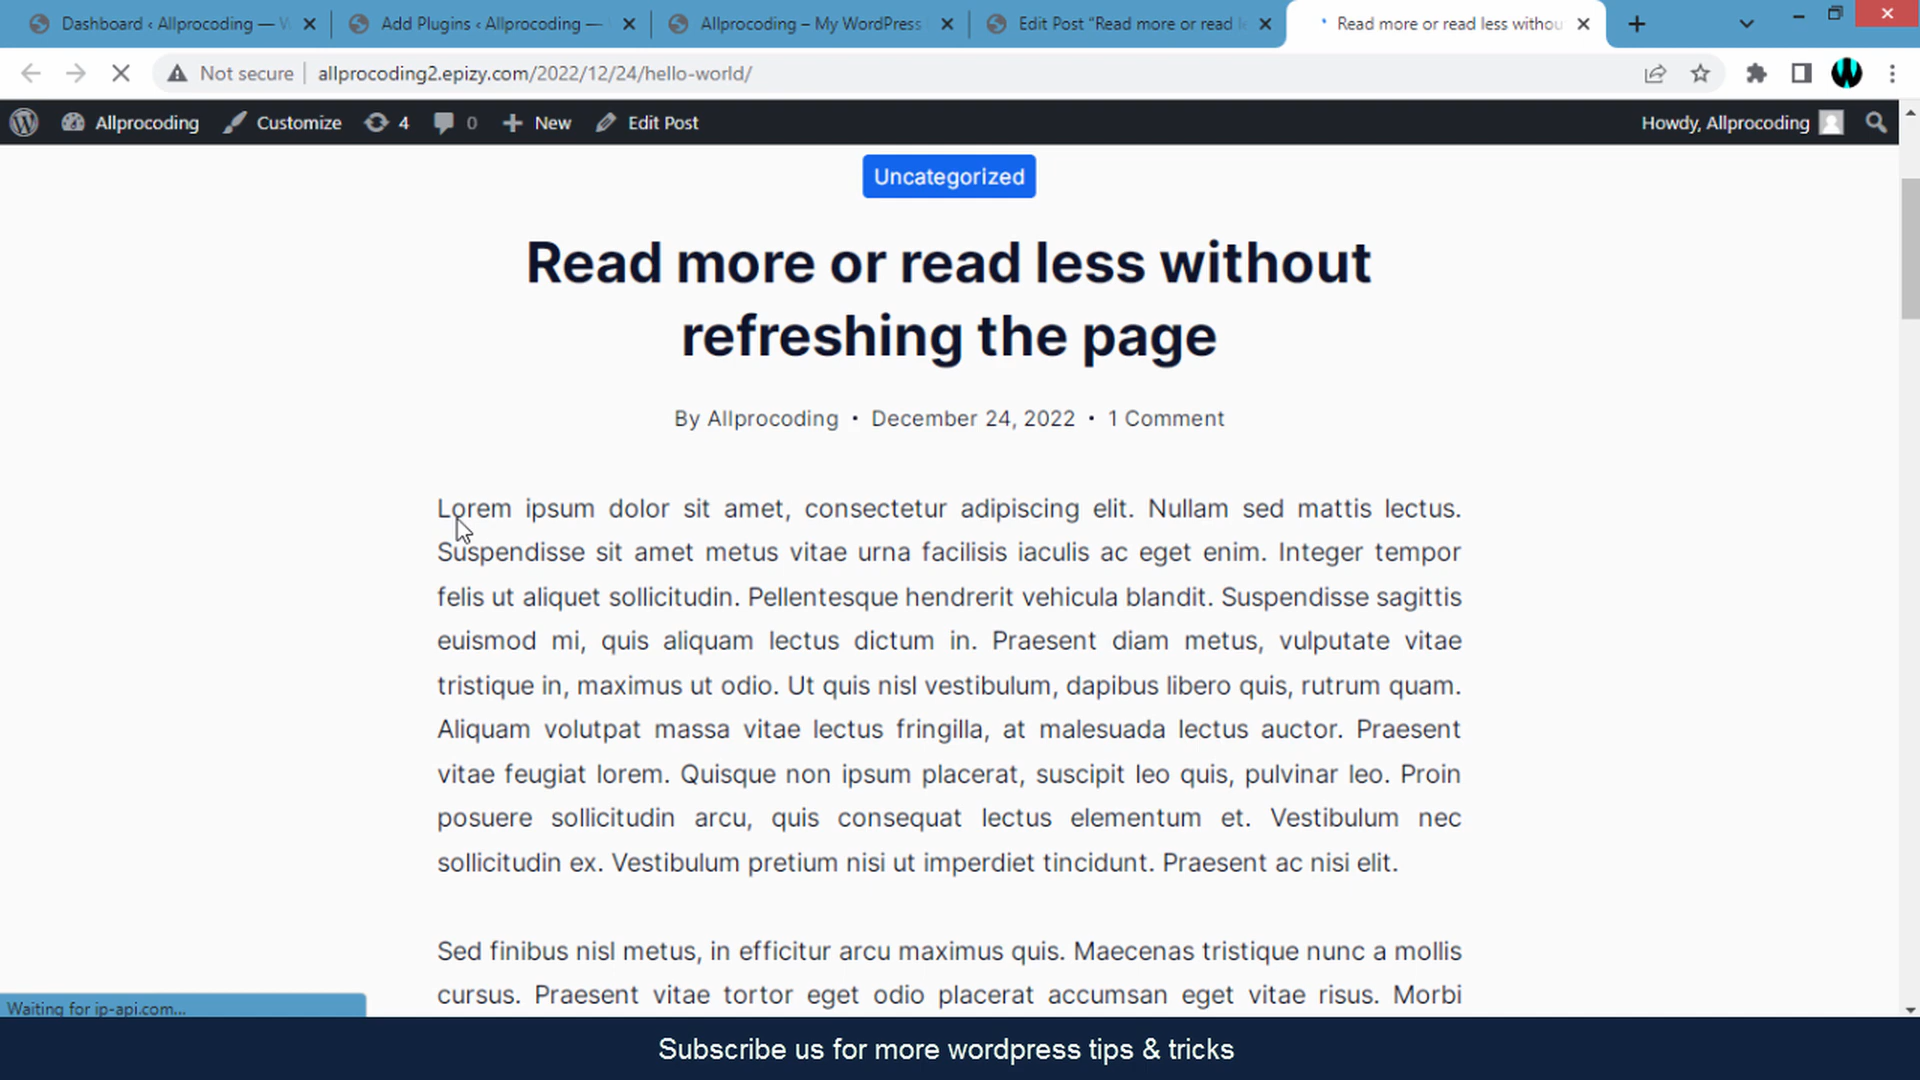 Dashboard ‹ Allprocoding —
Add Plugins ‹ Allprocoding —
Allprocoding – My WordPress
Edit Post “Read more or read
Read more or read less withou
Not secure
allprocoding2.epizy.com/2022/12/24/hello-world/
Allprocoding
Customize
4
0
New
Edit Post
Howdy, Allprocoding
Uncategorized
Read more or read less without
refreshing the page
By Allprocoding • December 24, 2022 • 1 Comment
Lorem ipsum dolor sit amet, consectetur adipiscing elit. Nullam sed mattis lectus.
Suspendisse sit amet metus vitae urna facilisis iaculis ac eget enim. Integer tempor
felis ut aliquet sollicitudin. Pellentesque hendrerit vehicula blandit. Suspendisse sagittis
euismod mi, quis aliquam lectus dictum in. Praesent diam metus, vulputate vitae
tristique in, maximus ut odio. Ut quis nisl vestibulum, dapibus libero quis, rutrum quam.
Aliquam volutpat massa vitae lectus fringilla, at malesuada lectus auctor. Praesent
vitae feugiat lorem. Quisque non ipsum placerat, suscipit leo quis, pulvinar leo. Proin
posuere sollicitudin arcu, quis consequat lectus elementum et. Vestibulum nec
sollicitudin ex. Vestibulum pretium nisi ut imperdiet tincidunt. Praesent ac nisi elit.
Sed finibus nisl metus, in efficitur arcu maximus quis. Maecenas tristique nunc a mollis
cursus. Praesent vitae tortor eget odio placerat accumsan eget vitae risus. Morbi
Waiting for ip-api.com...
Subscribe us for more wordpress tips & tricks